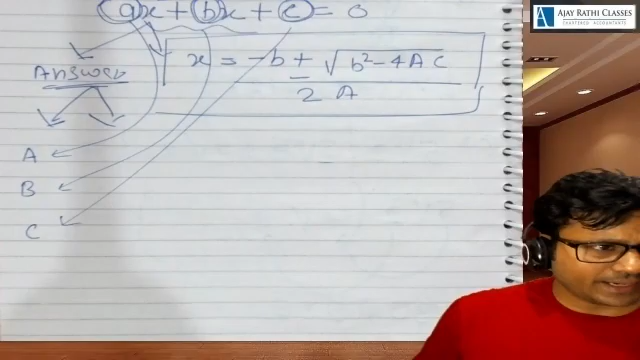 ax + bx + c = 0
AJAY RATHI CLASSES
CHARTERED ACCOUNTANTS
x = -b ± √b²-4AC
2A
Answer
A
B
C